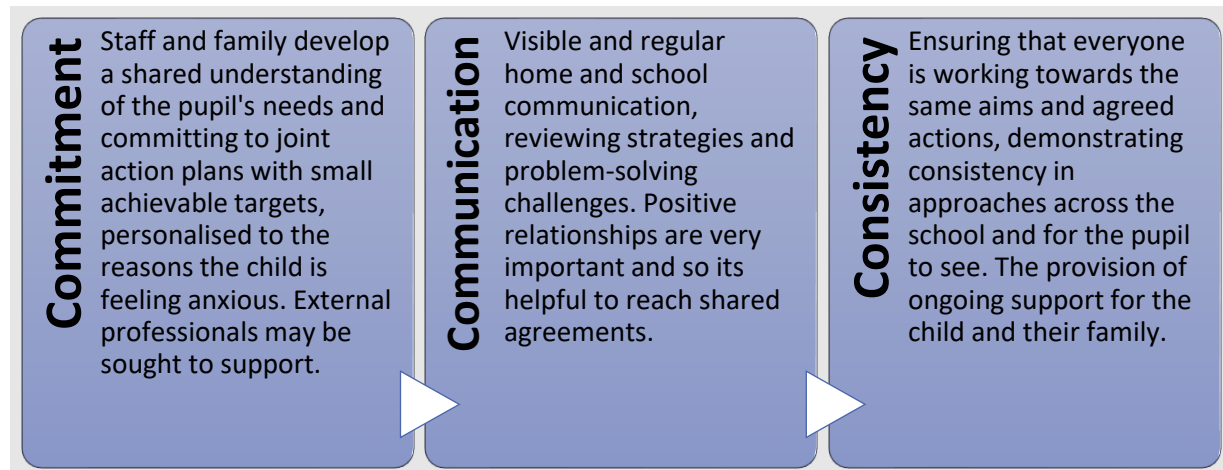 Commitment
Staff and family develop
a shared understanding
of the pupil's needs and
committing to joint
action plans with small
achievable targets,
personalised to the
reasons the child is
feeling anxious. External
professionals may be
sought to support.
Communication
Visible and regular
home and school
communication,
reviewing strategies and
problem-solving
challenges. Positive
relationships are very
important and so its
helpful to reach shared
agreements.
Consistency
Ensuring that everyone
is working towards the
same aims and agreed
actions, demonstrating
consistency in
approaches across the
school and for the pupil
to see. The provision of
ongoing support for the
child and their family.